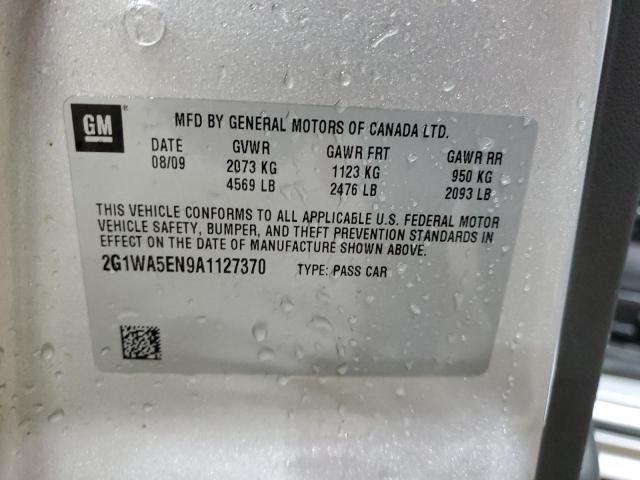 GM
MFD BY GENERAL MOTORS OF CANADA LTD.
DATE GVWR GAWR FRT GAWR RR
08/09 2073 KG 1123 KG 950 KG
4569 LB 2476 LB 2093 LB
THIS VEHICLE CONFORMS TO ALL APPLICABLE U.S. FEDERAL MOTOR
VEHICLE SAFETY, BUMPER, AND THEFT PREVENTION STANDARDS IN
EFFECT ON THE DATE OF MANUFACTURE SHOWN ABOVE.
2G1WA5EN9A1127370 TYPE: PASS CAR